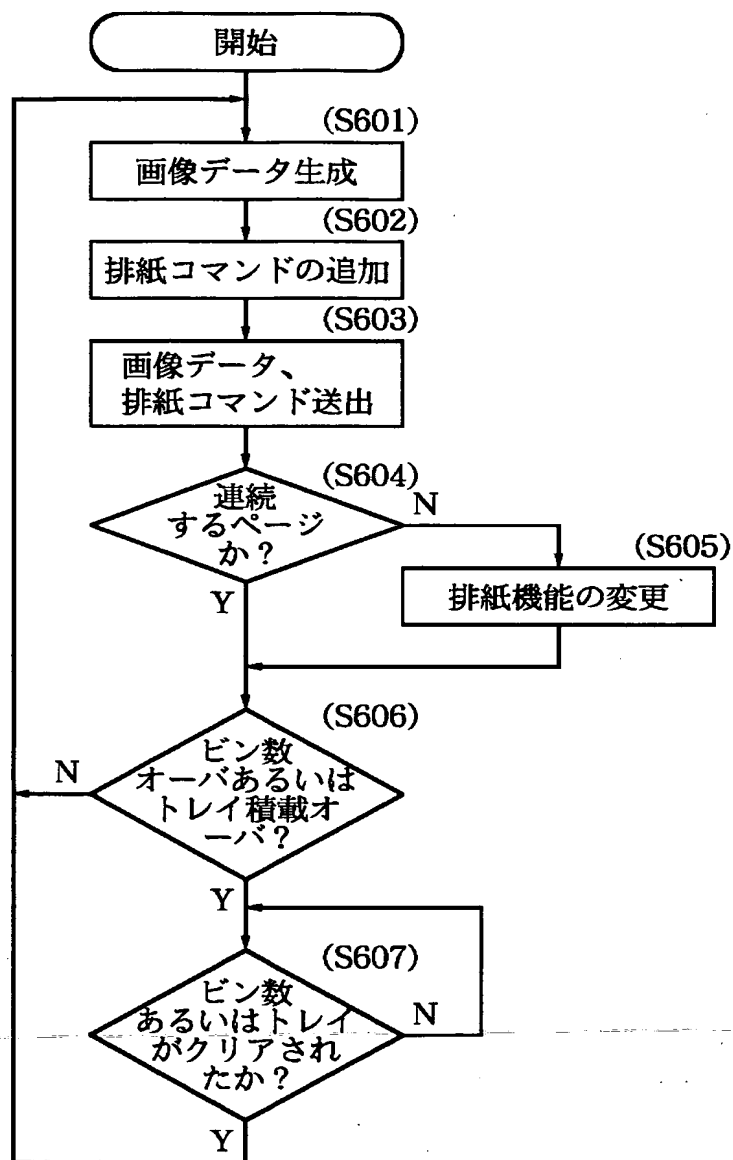 開始
(S601)
画像データ生成
(S602)
排紙コマンドの追加
(S603)
画像データ、
排紙コマンド送出
(S604)
連続
するページ
か？
N
Y
(S605)
排紙機能の変更
(S606)
ビン数
オーバあるいは
トレイ積載オ
ーバ？
N
Y
(S607)
ビン数
あるいはトレイ
がクリアされ
たか？
N
Y